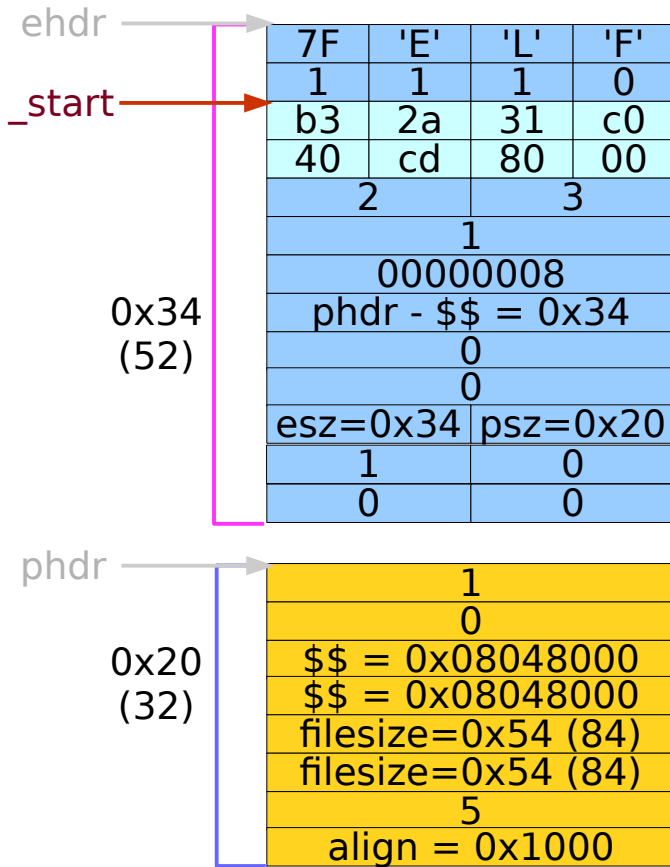 ehdr
7F 'E' 'L' 'F'
1 1 1 0
_start
b3 2a 31 c0
40 cd 80 00
2 3
1
00000008
0x34
(52)
phdr - $$ = 0x34
0
0
esz=0x34 psz=0x20
1 0
0 0
phdr
1
0
0x20
(32)
$$ = 0x08048000
$$ = 0x08048000
filesize=0x54 (84)
filesize=0x54 (84)
5
align = 0x1000